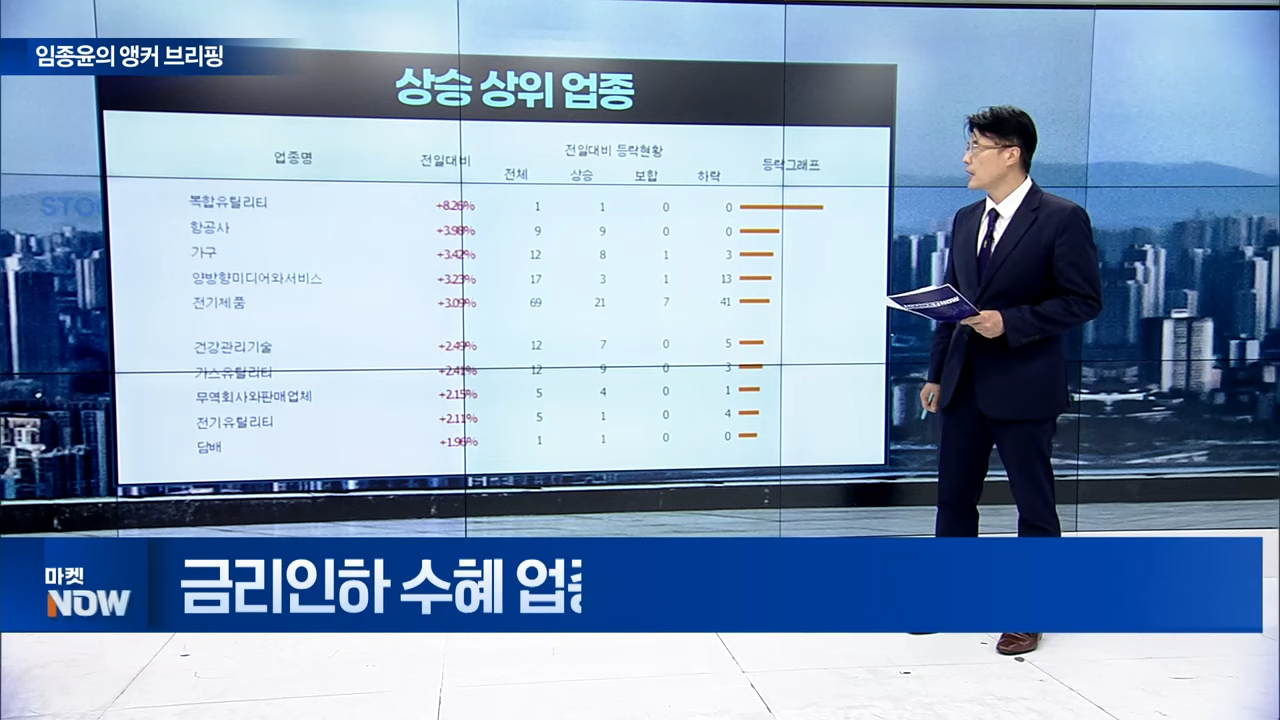 임종윤의 앵커 브리핑
상승 상위 업종
업종명 전일대비 전일대비 등락현황 등락그래프
전체 상승 보합 하락
복합유틸리티 +8.26% 1 1 0 0
항공사 +3.98% 9 9 0 0
가구 +3.42% 12 8 1 3
양방향미디어와서비스 +3.23% 17 3 1 13
전기제품 +3.09% 69 21 7 41
건강관리기술 +2.49% 12 7 0 5
가스유틸리티 +2.41% 12 9 0 3
무역회사와판매업체 +2.15% 5 4 0 1
전기유틸리티 +2.11% 5 1 0 4
담배 +1.96% 1 1 0 0
마켓
NOW
금리인하 수혜 업